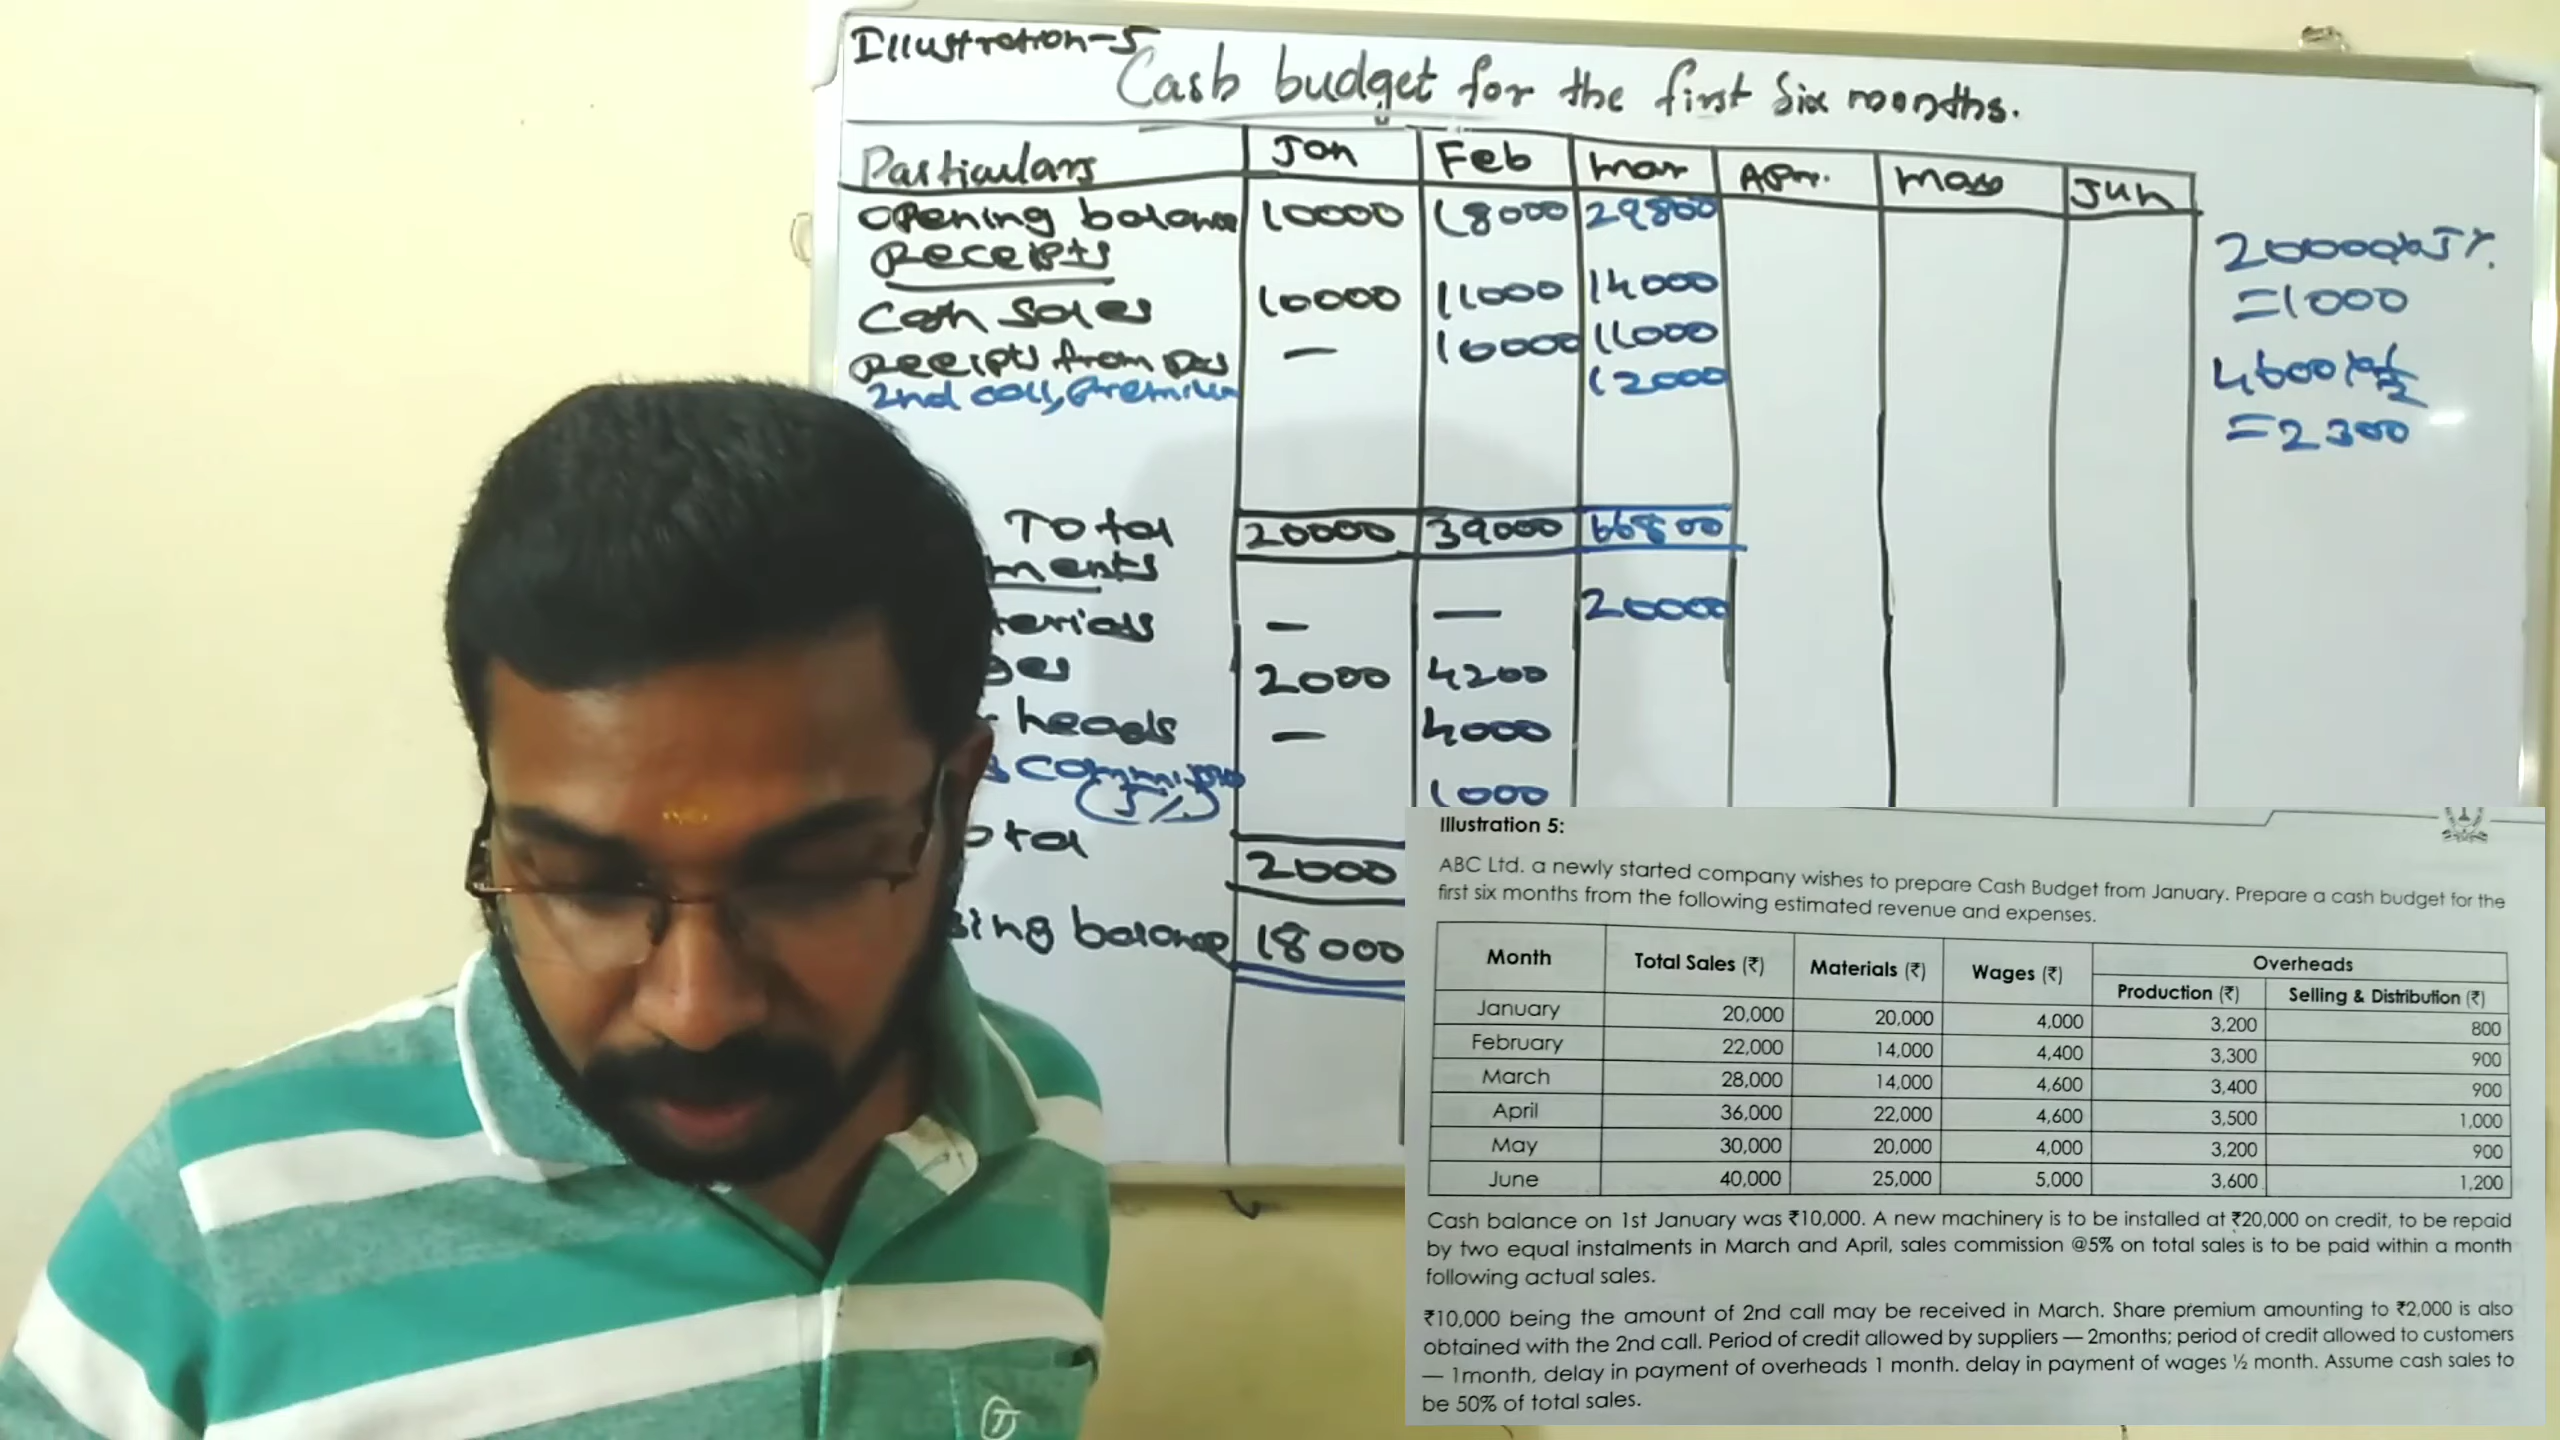 Illustration-5
Cash budget for the first Six months.
Particulars Jan Feb Mar Apr. May Jun
Opening balance 10000 18000 29800
Receipts
Cash Sales 10000 11000 14000
Receipts from Drs — 10000 11000
2nd call, Premium 12000
Total 20000 39000 66800
ments
terials — — 20000
ges 2000 4200
heads — 4000
s commission 1000
(5%)
otal 2000
sing balance 18000
20000x5%
=1000
4600x1/2
=2300
Illustration 5:
ABC Ltd. a newly started company wishes to prepare Cash Budget from January. Prepare a cash budget for the
first six months from the following estimated revenue and expenses.
Month Total Sales (₹) Materials (₹) Wages (₹) Overheads
Production (₹) Selling & Distribution (₹)
January 20,000 20,000 4,000 3,200 800
February 22,000 14,000 4,400 3,300 900
March 28,000 14,000 4,600 3,400 900
April 36,000 22,000 4,600 3,500 1,000
May 30,000 20,000 4,000 3,200 900
June 40,000 25,000 5,000 3,600 1,200
Cash balance on 1st January was ₹10,000. A new machinery is to be installed at ₹20,000 on credit, to be repaid
by two equal instalments in March and April, sales commission @5% on total sales is to be paid within a month
following actual sales.
₹10,000 being the amount of 2nd call may be received in March. Share premium amounting to ₹2,000 is also
obtained with the 2nd call. Period of credit allowed by suppliers — 2months; period of credit allowed to customers
— 1month, delay in payment of overheads 1 month. delay in payment of wages ½ month. Assume cash sales to
be 50% of total sales.